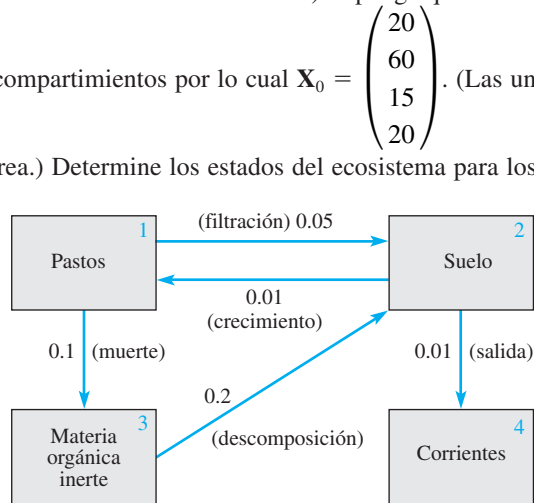 20
60
compartimientos por lo cual X₀ =
. (Las
15
20
Determine los estados del ecosistema para los
1
(filtración) 0.05
2
Pastos
Suelo
0.01
(crecimiento)
0.1 (muerte)
0.01 (salida)
0.2
3
Materia
orgánica
inerte
(descomposición)
4
Corrientes